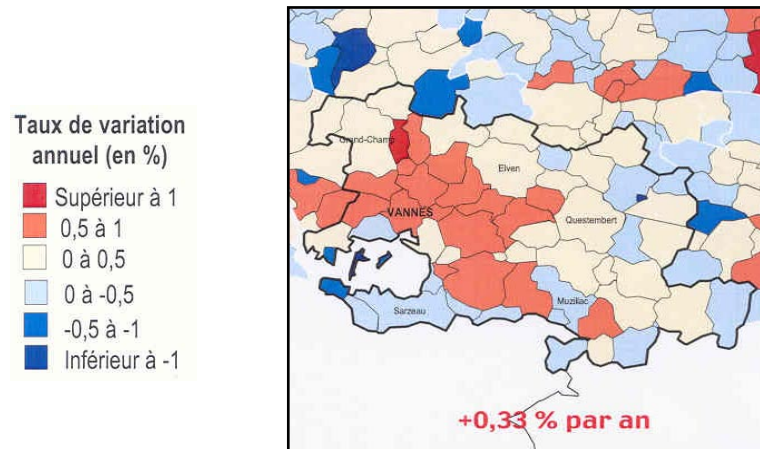 Taux de variation
annuel (en %)
Supérieur à 1
0,5 à 1
0 à 0,5
0 à -0,5
-0,5 à -1
Inférieur à -1
Grand-Champ
Elven
VANNES
Questembert
Muzillac
Sarzeau
+0,33 % par an